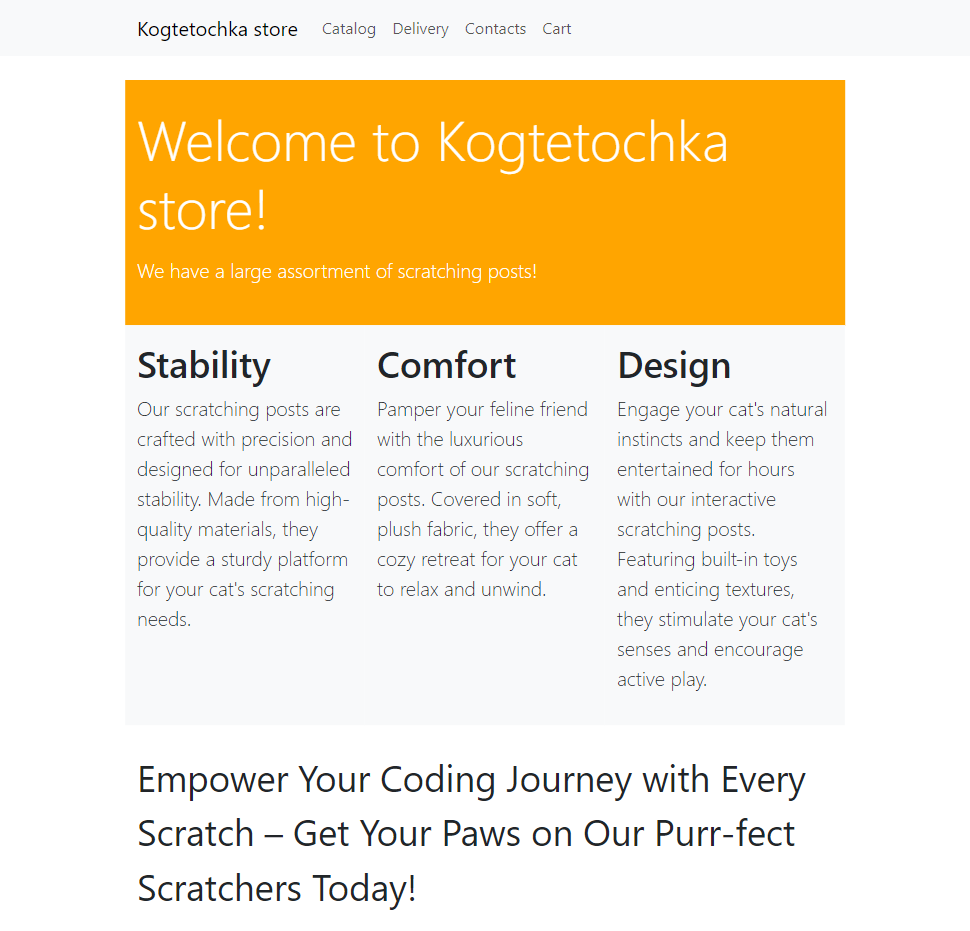 Kogtetochka store Catalog Delivery Contacts Cart
Welcome to Kogtetochka
store!
We have a large assortment of scratching posts!
Stability
Our scratching posts are
crafted with precision and
designed for unparalleled
stability. Made from high-
quality materials, they
provide a sturdy platform
for your cat's scratching
needs.
Comfort
Pamper your feline friend
with the luxurious
comfort of our scratching
posts. Covered in soft,
plush fabric, they offer a
cozy retreat for your cat
to relax and unwind.
Design
Engage your cat's natural
instincts and keep them
entertained for hours
with our interactive
scratching posts.
Featuring built-in toys
and enticing textures,
they stimulate your cat's
senses and encourage
active play.
Empower Your Coding Journey with Every
Scratch – Get Your Paws on Our Purr-fect
Scratchers Today!